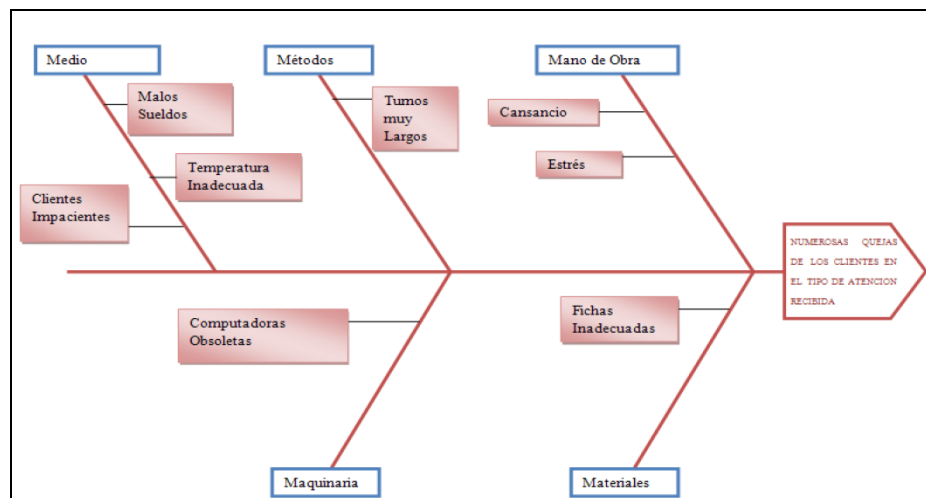 Medio
Métodos
Mano de Obra
Malos
Sueldos
Turnos
muy
Largos
Cansancio
Temperatura
Inadecuada
Estrés
Clientes
Impacientes
NUMEROSAS QUEJAS
DE LOS CLIENTES EN
EL TIPO DE ATENCION
RECIBIDA
Computadoras
Obsoletas
Fichas
Inadecuadas
Maquinaria
Materiales